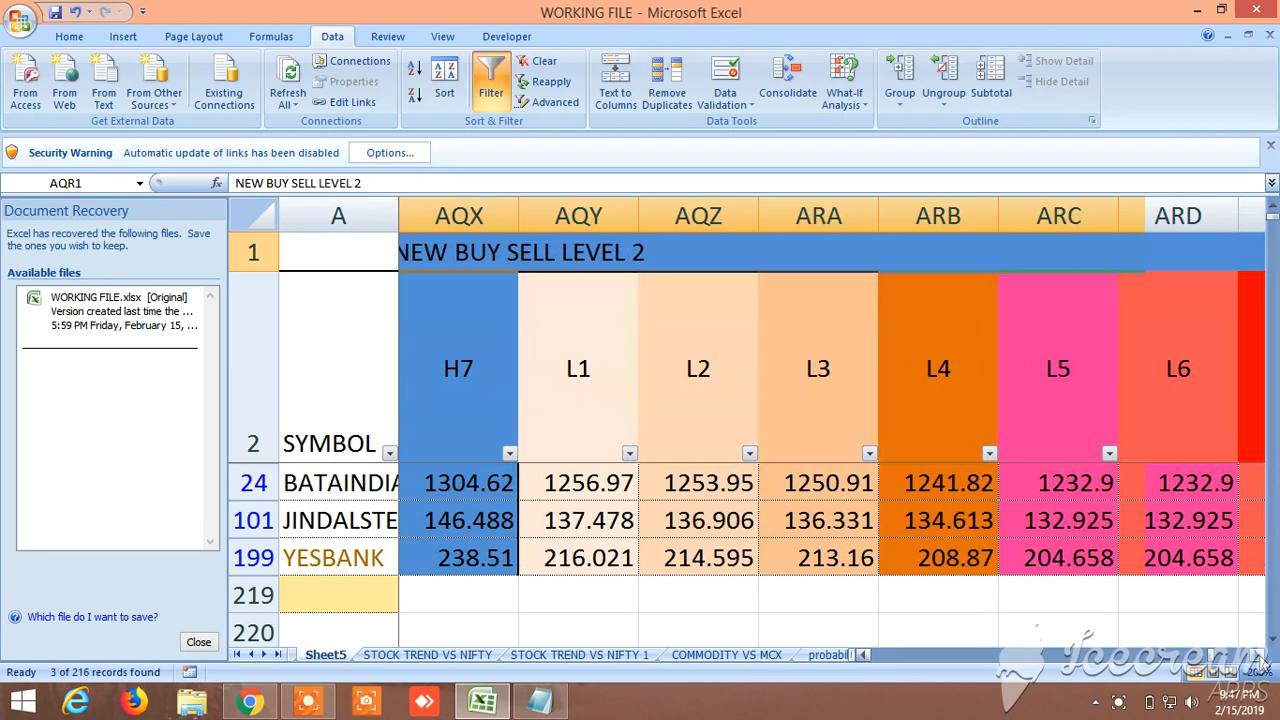 WORKING FILE - Microsoft Excel
Home Insert Page Layout Formulas Data Review View Developer
From Access
From Web
From Text
From Other Sources
Existing Connections
Get External Data
Refresh All
Connections
Properties
Edit Links
Connections
Sort
Filter
Clear
Reapply
Advanced
Sort & Filter
Text to Columns
Remove Duplicates
Data Validation
Consolidate
What-If Analysis
Data Tools
Group
Ungroup
Subtotal
Show Detail
Hide Detail
Outline
Security Warning Automatic update of links has been disabled Options...
AQR1 fx NEW BUY SELL LEVEL 2
Document Recovery
Excel has recovered the following files. Save
the ones you wish to keep.
Available files
WORKING FILE.xlsx [Original]
Version created last time the ...
5:59 PM Friday, February 15, ...
Which file do I want to save?
Close
A AQX AQY AQZ ARA ARB ARC ARD
1 NEW BUY SELL LEVEL 2
2 SYMBOL H7 L1 L2 L3 L4 L5 L6
24 BATAINDIA 1304.62 1256.97 1253.95 1250.91 1241.82 1232.9 1232.9
101 JINDALSTE 146.488 137.478 136.906 136.331 134.613 132.925 132.925
199 YESBANK 238.51 216.021 214.595 213.16 208.87 204.658 204.658
219
220
Sheet5 STOCK TREND VS NIFTY STOCK TREND VS NIFTY 1 COMMODITY VS MCX probabil
Ready 3 of 216 records found 200%
Icecream
APPS
9:47 PM
2/15/2019